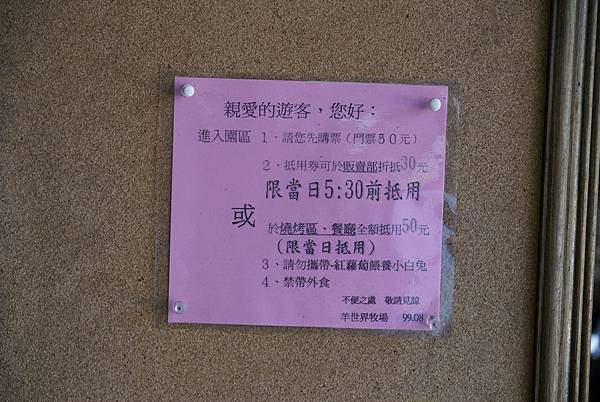 親愛的遊客，您好：
進入園區 1、請您先購票（門票50元）
2、抵用券可於販賣部折抵30元
限當日5:30前抵用
或
於燒烤區、餐廳全額抵用50元
(限當日抵用)
3、請勿攜帶-紅蘿蔔餵養小白兔
4、禁帶外食
不便之處 敬請見諒
羊世界牧場 99.08